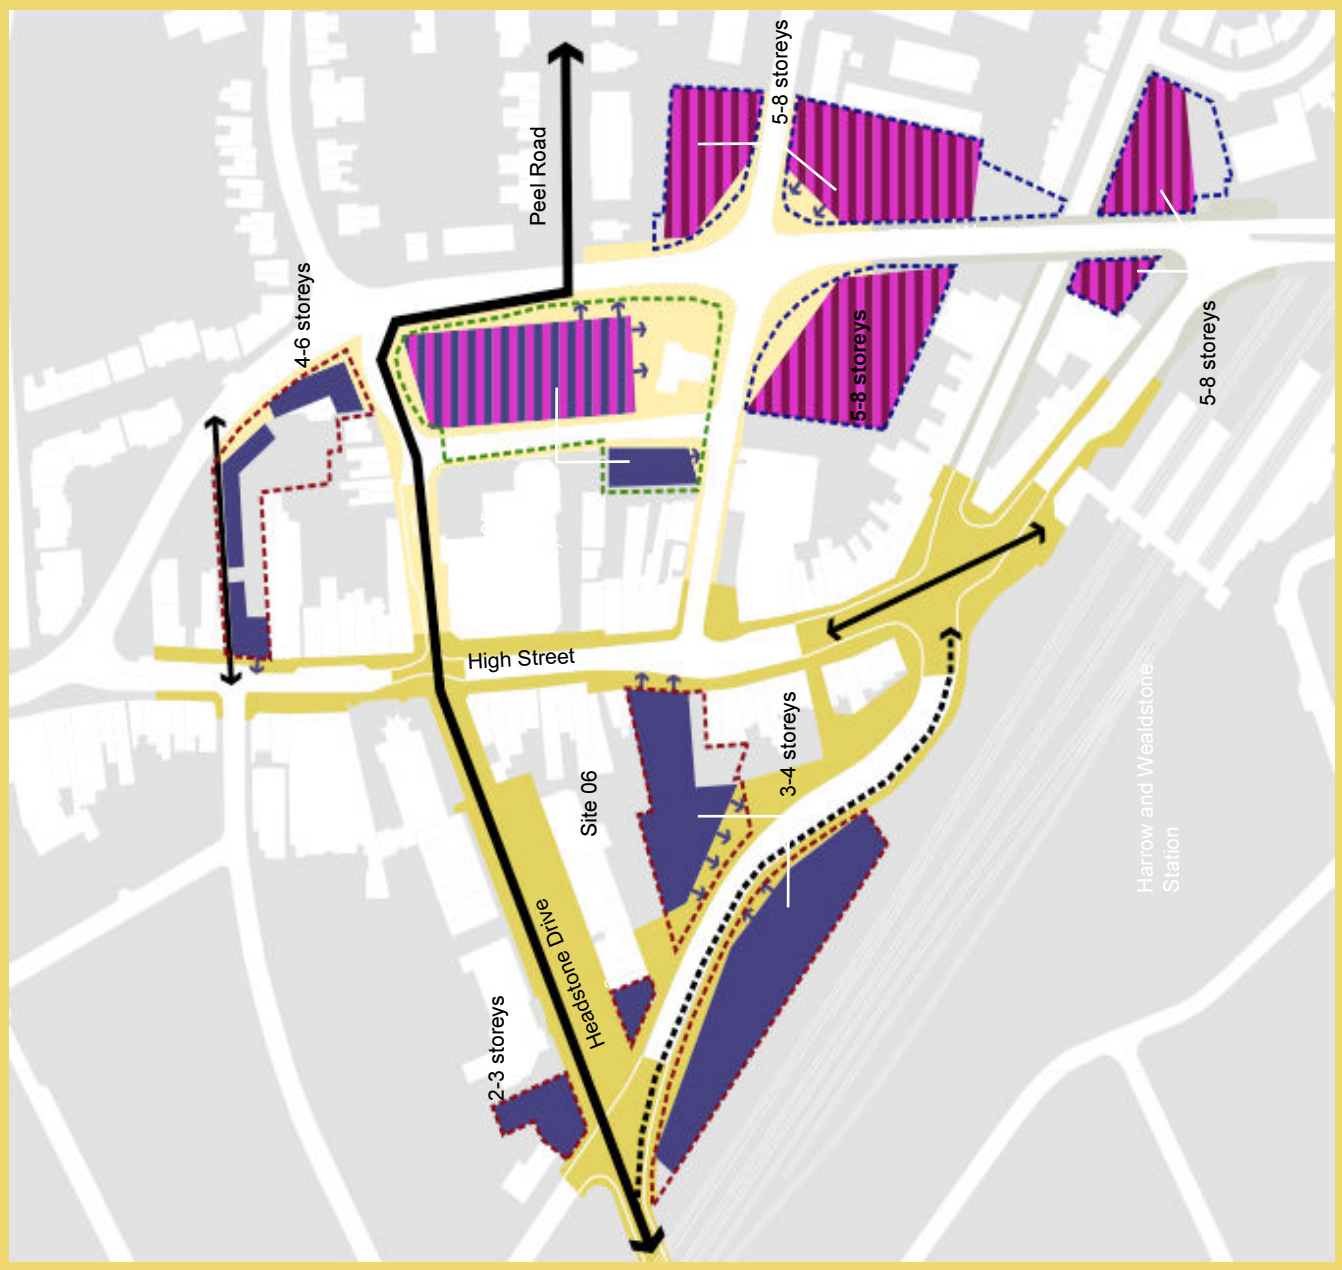 5-8 storeys
Peel Road
4-6 storeys
5-8 storeys
5-8 storeys
High Street
3-4 storeys
Site 06
Harrow and Wealdstone
Station
Headstone Drive
2-3 storeys